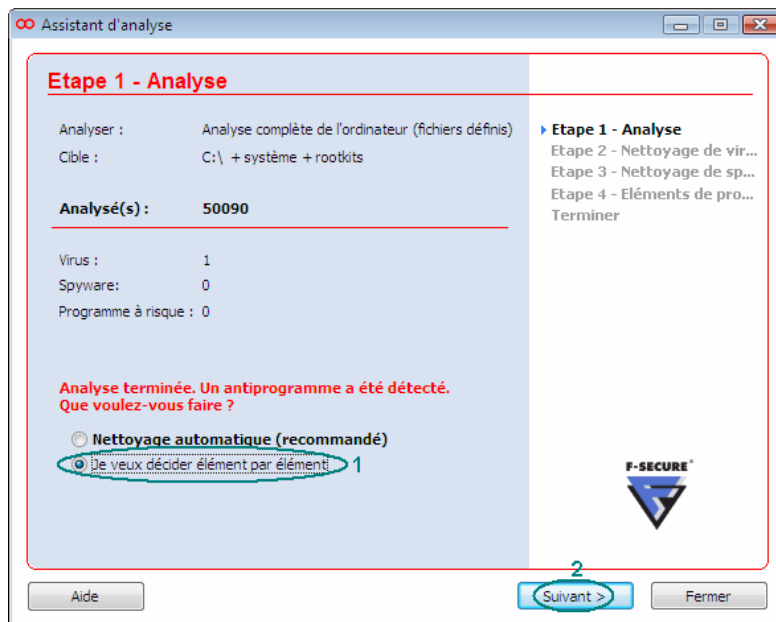 Assistant d'analyse
Etape 1 - Analyse
Analyser : Analyse complète de l'ordinateur (fichiers définis)
Cible : C:\ + système + rootkits
Analysé(s) : 50090
Virus : 1
Spyware: 0
Programme à risque : 0
Analyse terminée. Un antiprogramme a été détecté.
Que voulez-vous faire ?
Nettoyage automatique (recommandé)
Je veux décider élément par élément 1
Etape 1 - Analyse
Etape 2 - Nettoyage de vir...
Etape 3 - Nettoyage de sp...
Etape 4 - Eléments de pro...
Terminer
F-SECURE
2
Aide Suivant > Fermer